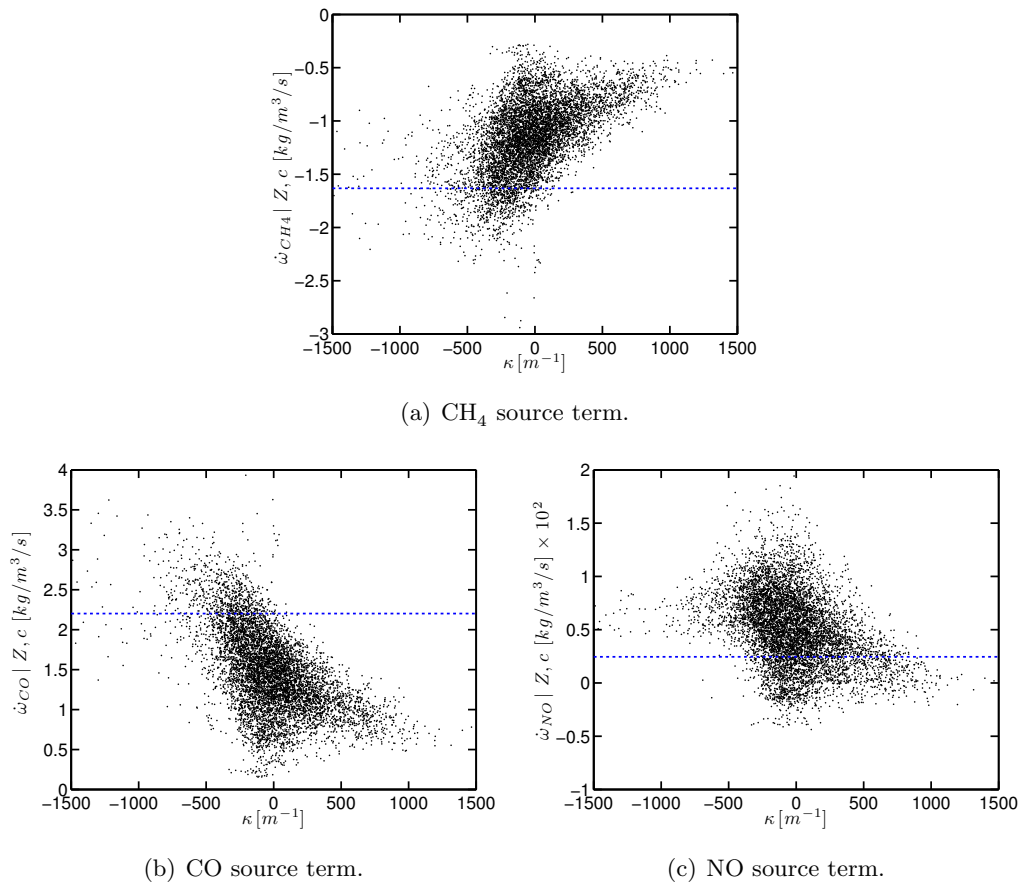 0
−0.5
−1
−1.5
−2
−2.5
−3
ω̇_{CH4} | Z, c [kg/m^3/s]
−1500 −1000 −500 0 500 1000 1500
κ [m^{−1}]
(a) CH_4 source term.
4
3.5
3
2.5
2
1.5
1
0.5
0
ω̇_{CO} | Z, c [kg/m^3/s]
−1500 −1000 −500 0 500 1000 1500
κ [m^{−1}]
(b) CO source term.
2
1.5
1
0.5
0
−0.5
−1
ω̇_{NO} | Z, c [kg/m^3/s] × 10^2
−1500 −1000 −500 0 500 1000 1500
κ [m^{−1}]
(c) NO source term.